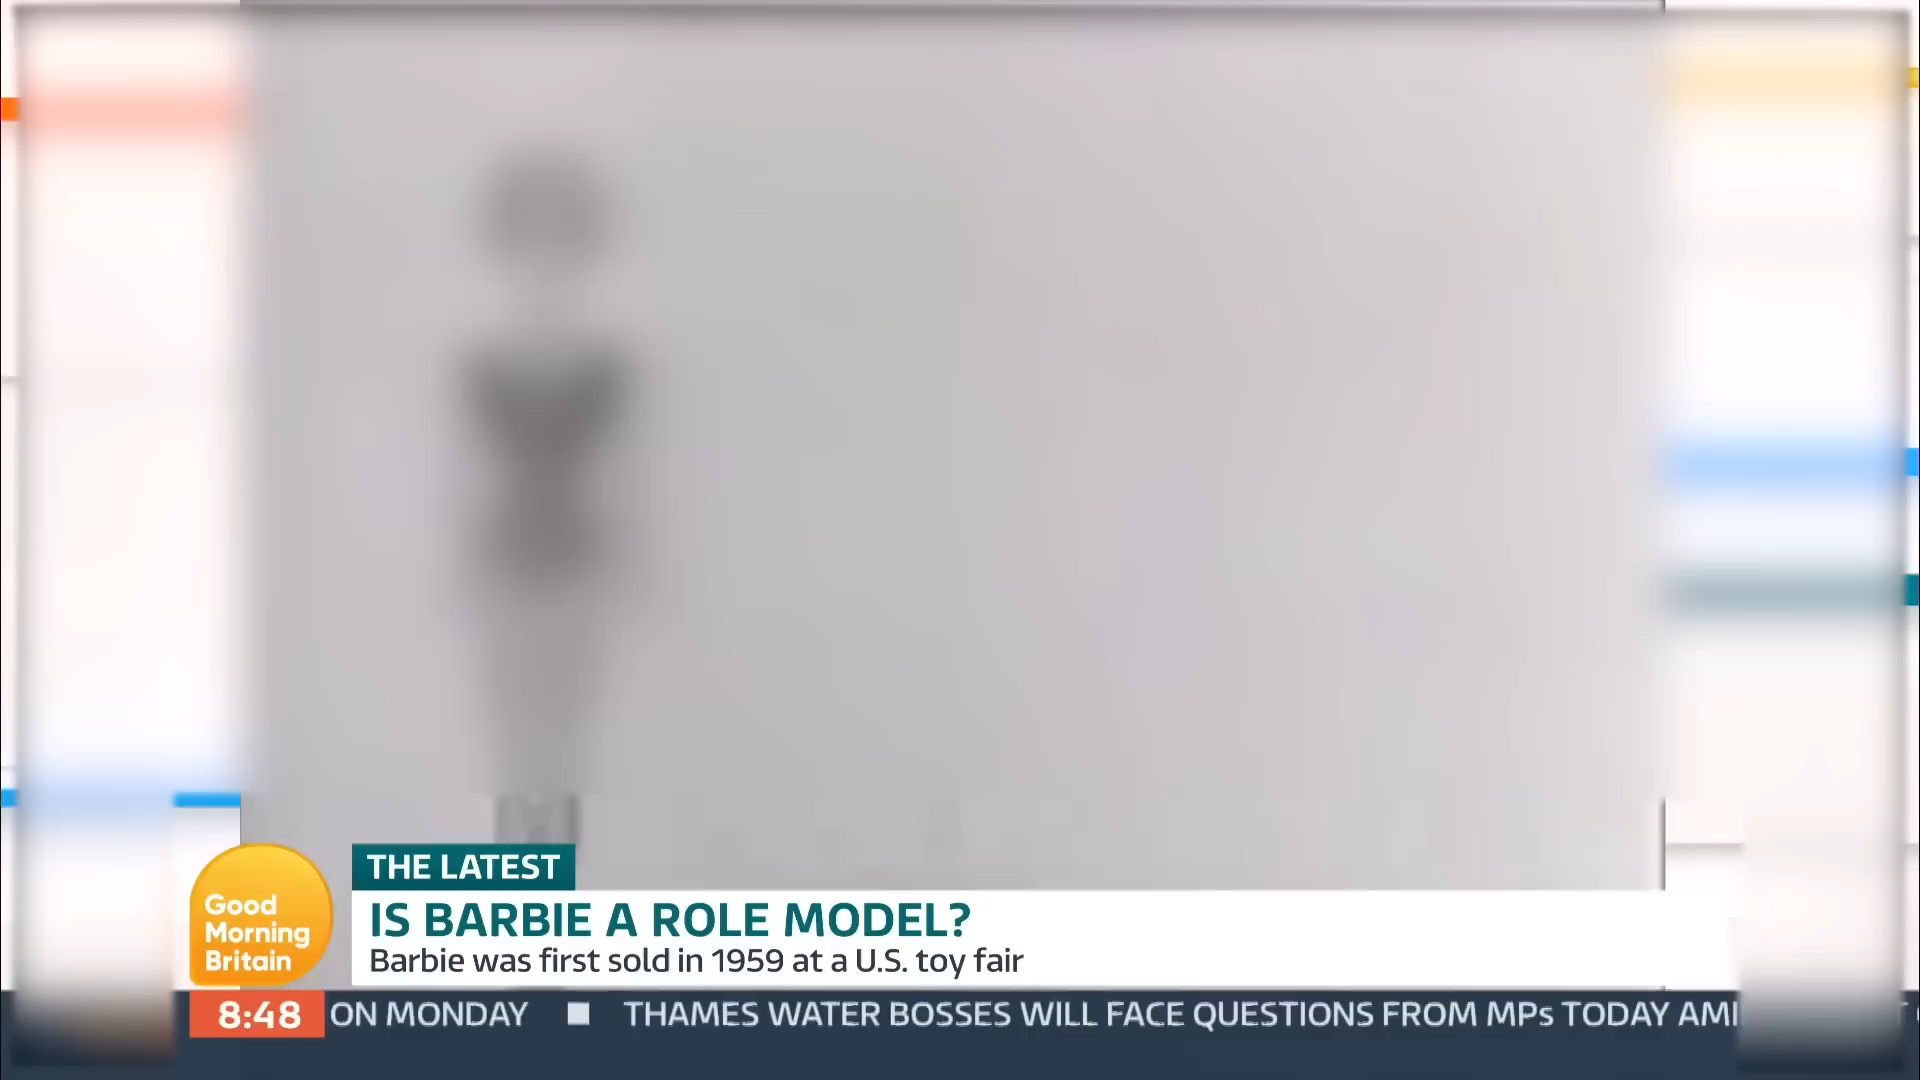 THE LATEST
Good
Morning
Britain
IS BARBIE A ROLE MODEL?
Barbie was first sold in 1959 at a U.S. toy fair
8:48 ON MONDAY ■ THAMES WATER BOSSES WILL FACE QUESTIONS FROM MPs TODAY